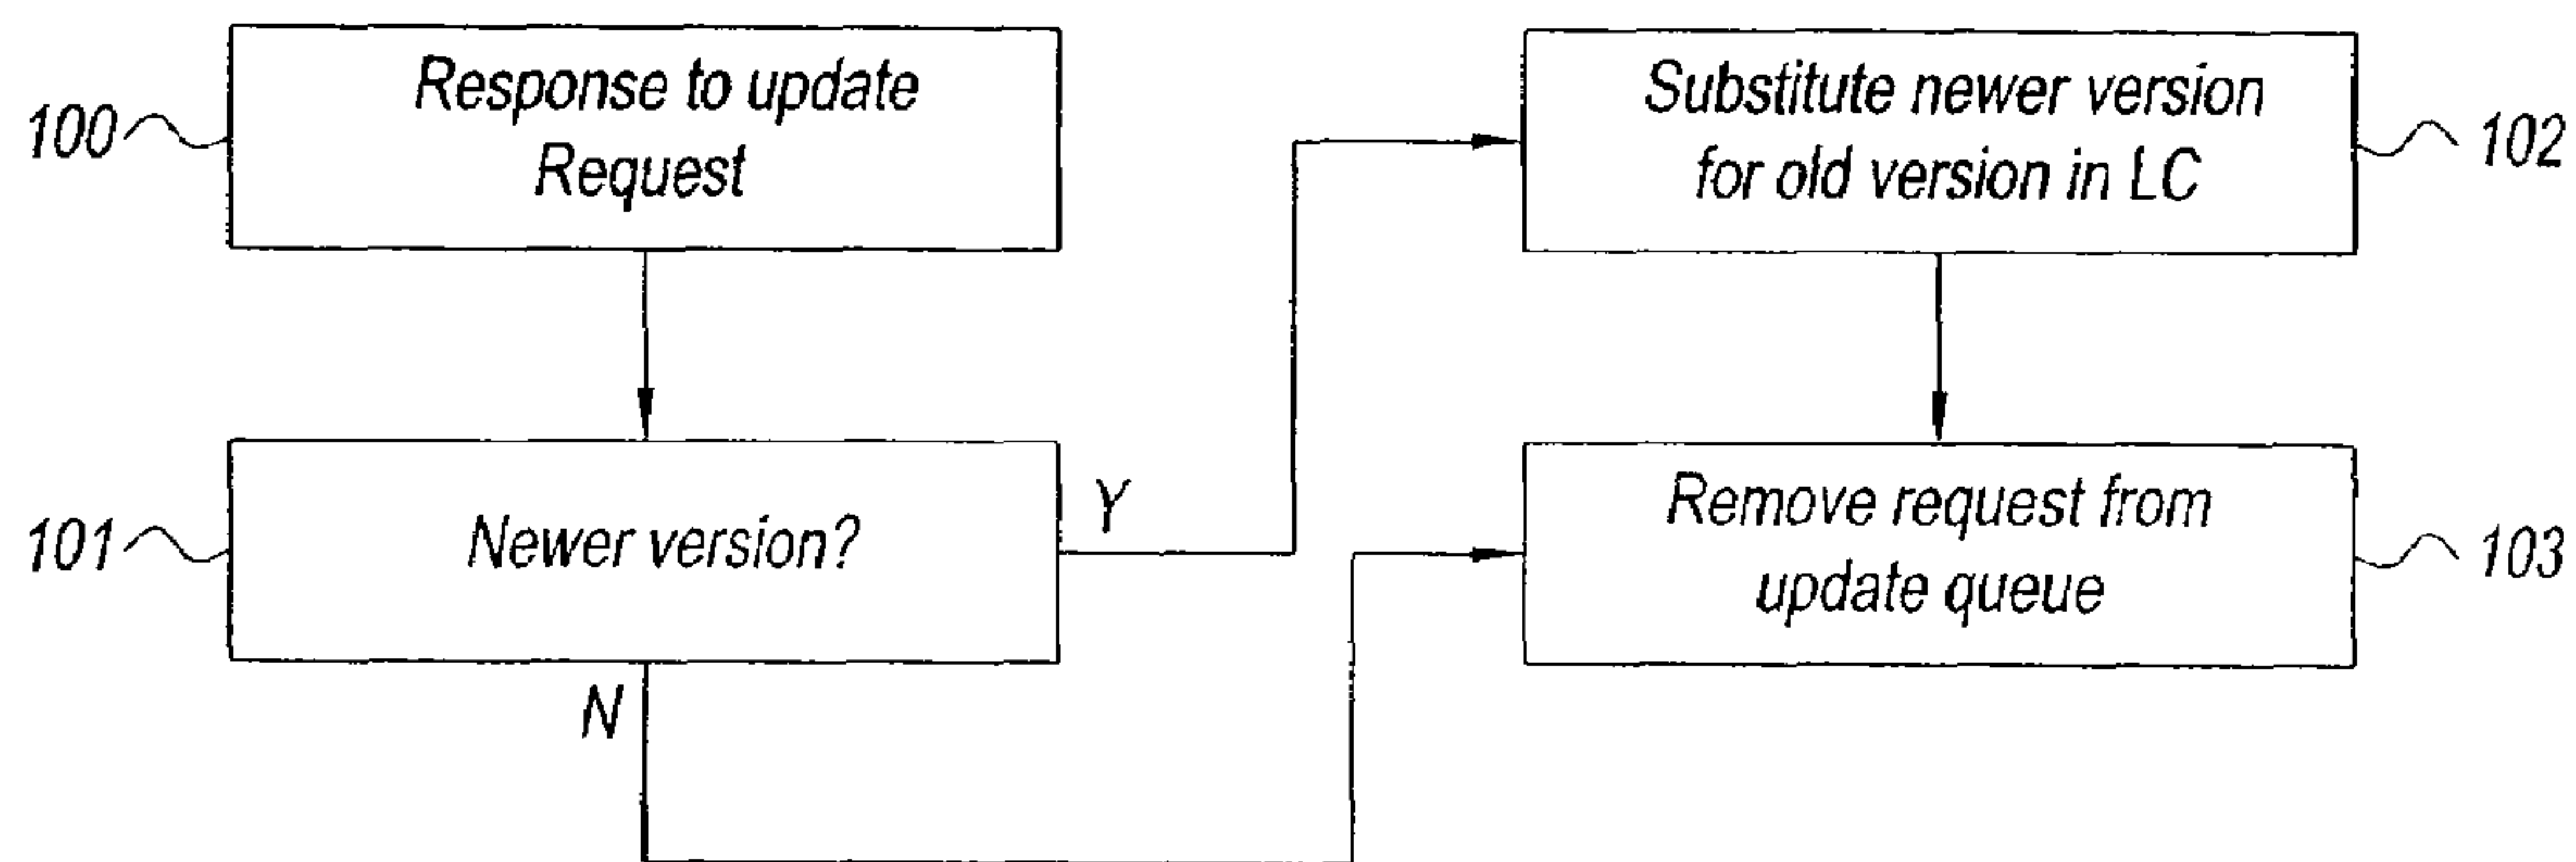 100
Response to update
Request
101
Newer version?
Y
N
102
Substitute newer version
for old version in LC
103
Remove request from
update queue